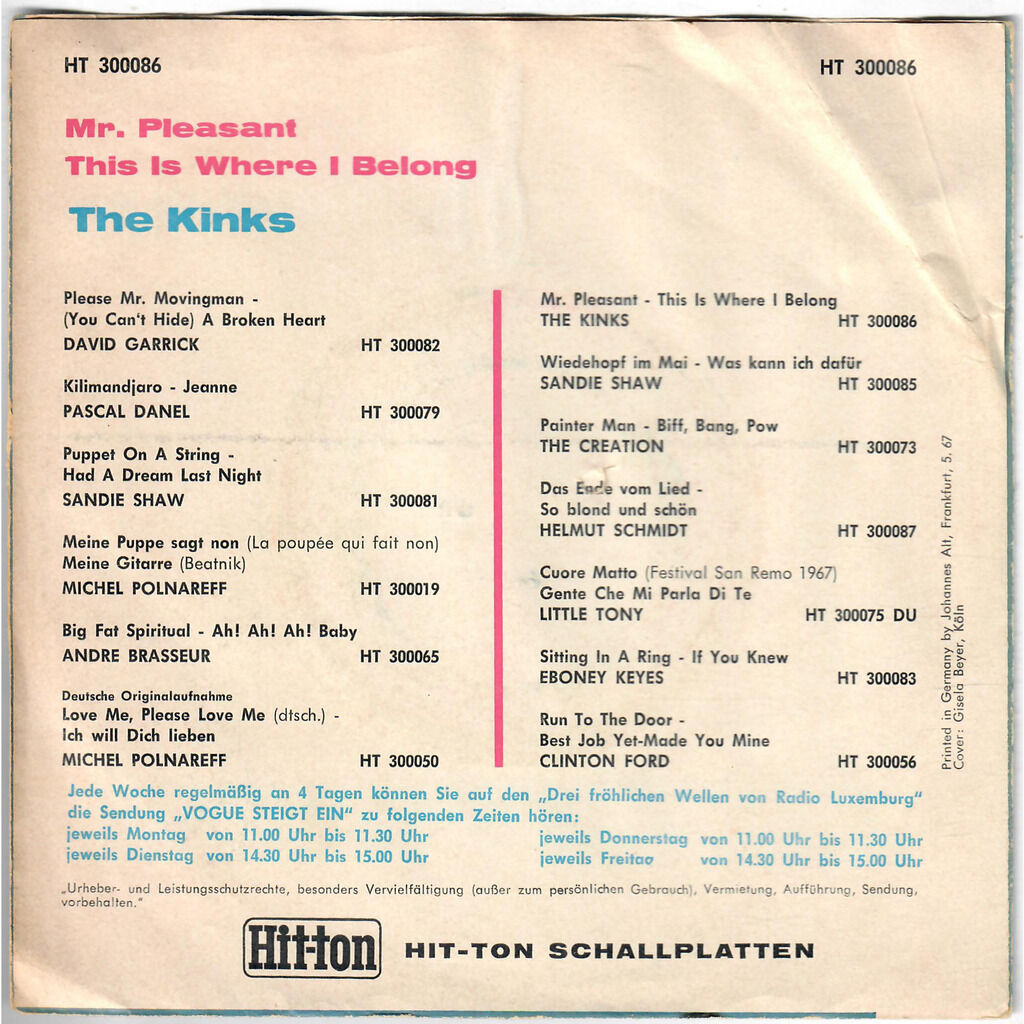 HT 300086
HT 300086
Mr. Pleasant
This Is Where I Belong
The Kinks
Please Mr. Movingman -
(You Can't Hide) A Broken Heart
DAVID GARRICK HT 300082
Kilimandjaro - Jeanne
PASCAL DANEL HT 300079
Puppet On A String -
Had A Dream Last Night
SANDIE SHAW HT 300081
Meine Puppe sagt non (La poupée qui fait non)
Meine Gitarre (Beatnik)
MICHEL POLNAREFF HT 300019
Big Fat Spiritual - Ah! Ah! Ah! Baby
ANDRE BRASSEUR HT 300065
Deutsche Originalaufnahme
Love Me, Please Love Me (dtsch.) -
Ich will Dich lieben
MICHEL POLNAREFF HT 300050
Mr. Pleasant - This Is Where I Belong
THE KINKS HT 300086
Wiedehopf im Mai - Was kann ich dafür
SANDIE SHAW HT 300085
Painter Man - Biff, Bang, Pow
THE CREATION HT 300073
Das Ende vom Lied -
So blond und schön
HELMUT SCHMIDT HT 300087
Cuore Matto (Festival San Remo 1967)
Gente Che Mi Parla Di Te
LITTLE TONY HT 300075 DU
Sitting In A Ring - If You Knew
EBONEY KEYES HT 300083
Run To The Door -
Best Job Yet-Made You Mine
CLINTON FORD HT 300056
Printed in Germany by Johannes Alt, Frankfurt, 5. 67
Cover: Gisela Beyer, Köln
Jede Woche regelmäßig an 4 Tagen können Sie auf den „Drei fröhlichen Wellen von Radio Luxemburg"
die Sendung „VOGUE STEIGT EIN" zu folgenden Zeiten hören:
jeweils Montag von 11.00 Uhr bis 11.30 Uhr
jeweils Dienstag von 14.30 Uhr bis 15.00 Uhr
jeweils Donnerstag von 11.00 Uhr bis 11.30 Uhr
jeweils Freitag von 14.30 Uhr bis 15.00 Uhr
„Urheber- und Leistungsschutzrechte, besonders Vervielfältigung (außer zum persönlichen Gebrauch), Vermietung, Aufführung, Sendung,
vorbehalten."
Hit-ton HIT-TON SCHALLPLATTEN